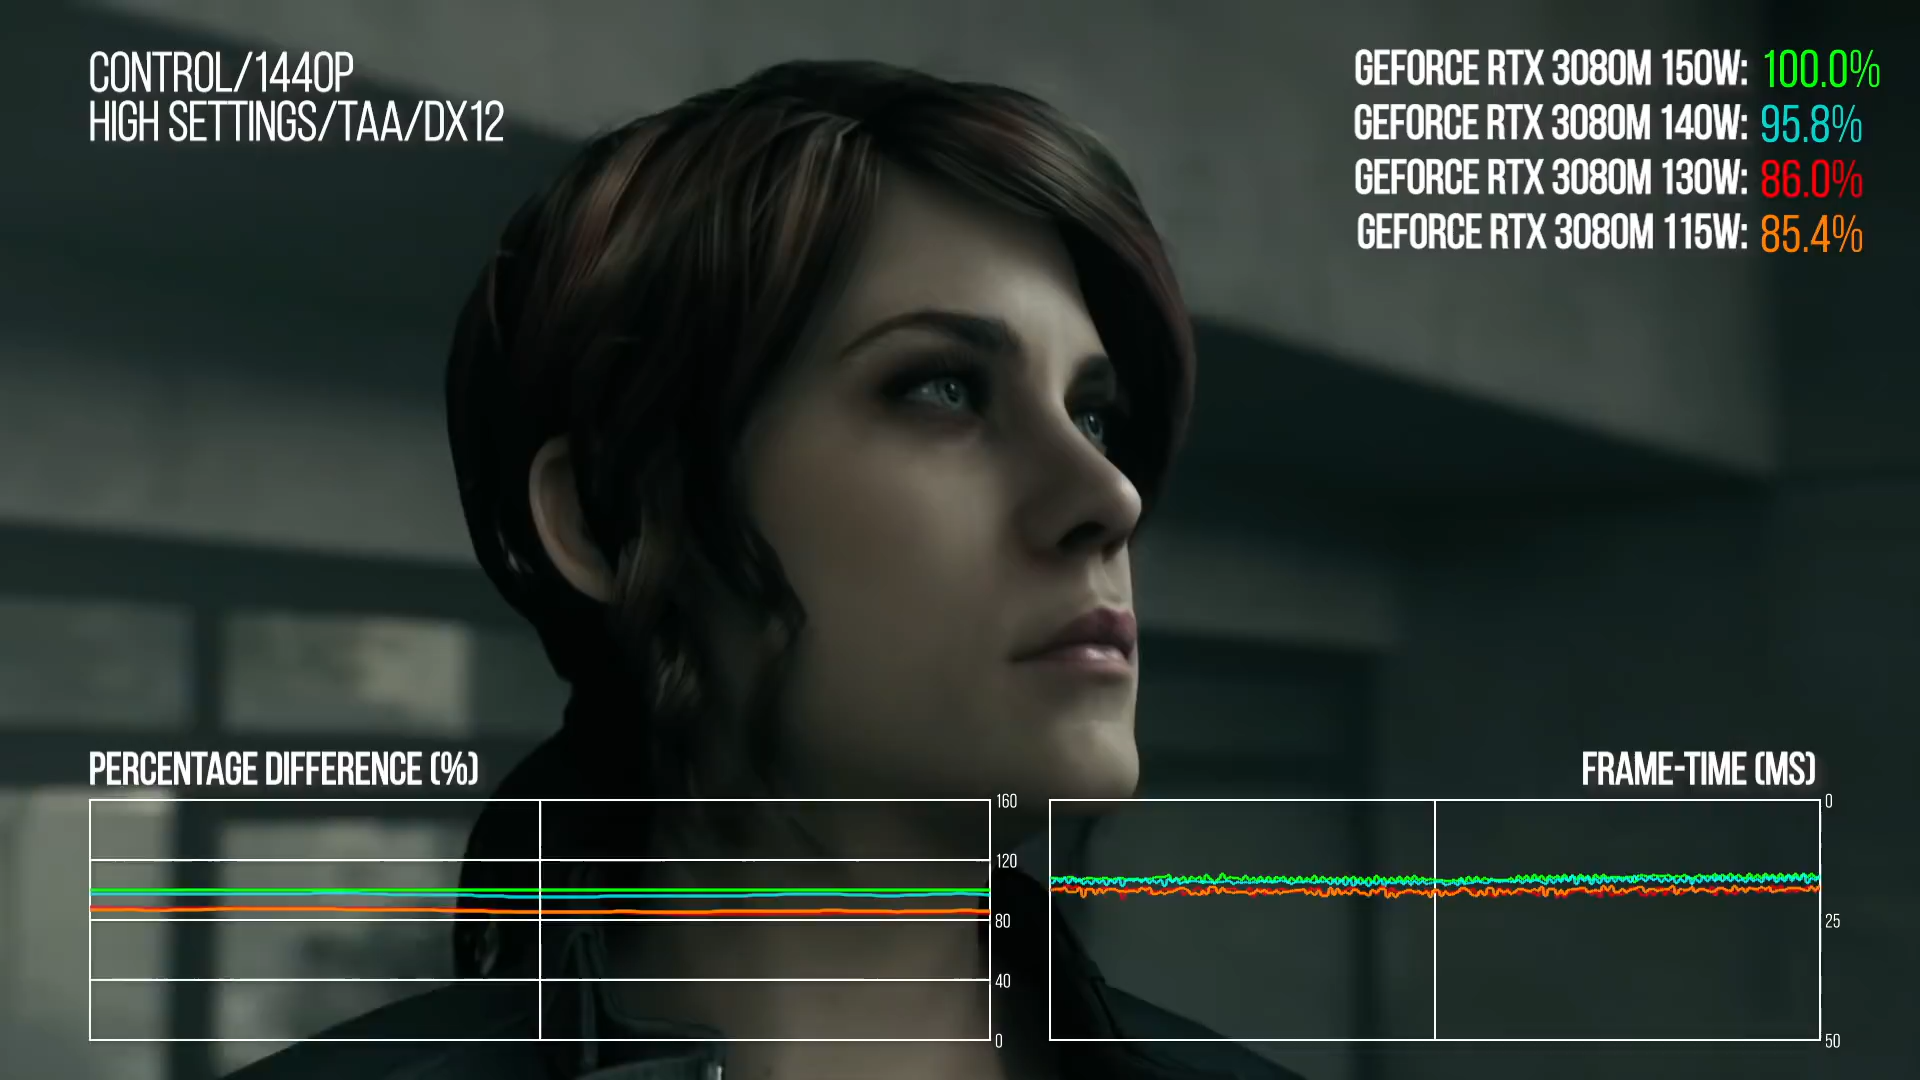 CONTROL/1440P
HIGH SETTINGS/TAA/DX12
GEFORCE RTX 3080M 150W: 100.0%
GEFORCE RTX 3080M 140W: 95.8%
GEFORCE RTX 3080M 130W: 86.0%
GEFORCE RTX 3080M 115W: 85.4%
PERCENTAGE DIFFERENCE (%)
160
120
80
40
0
FRAME-TIME (MS)
0
25
50